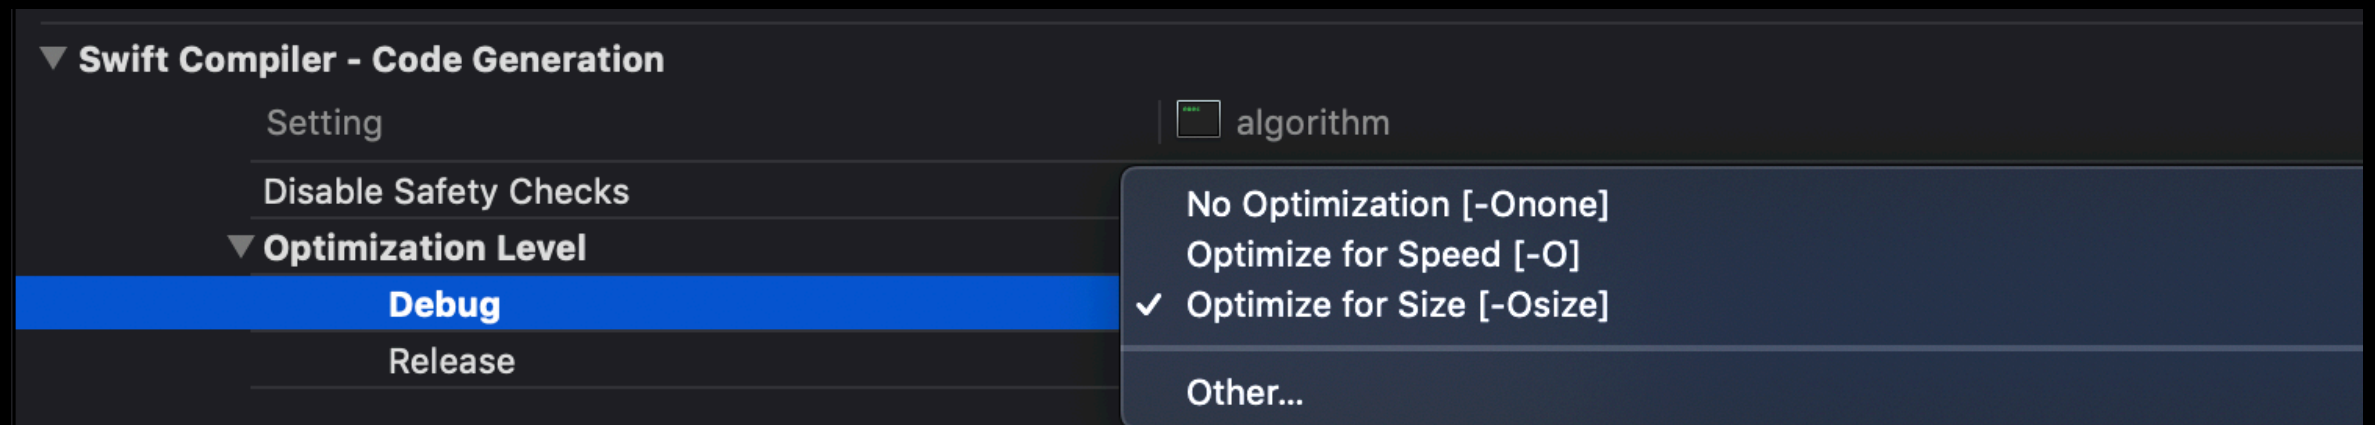 Swift Compiler - Code Generation
Setting algorithm
Disable Safety Checks
No Optimization [-Onone]
Optimization Level
Optimize for Speed [-O]
Debug
✓ Optimize for Size [-Osize]
Release
Other...